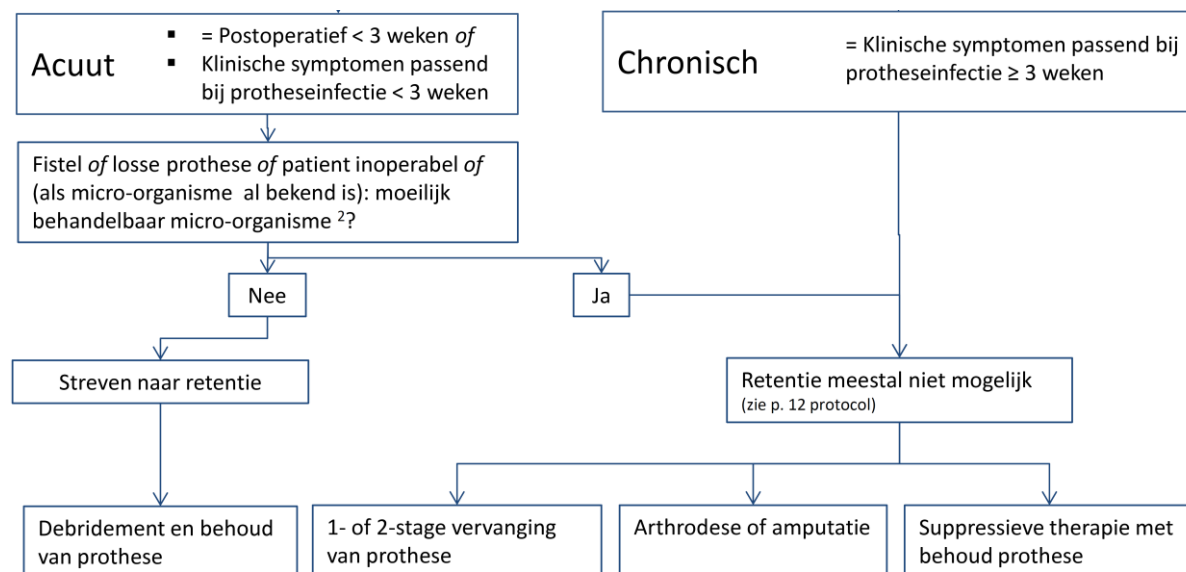 Acuut
▪ = Postoperatief < 3 weken of
▪ Klinische symptomen passend
bij protheseinfectie < 3 weken
Chronisch
= Klinische symptomen passend bij
protheseinfectie ≥ 3 weken
Fistel of losse prothese of patient inoperabel of
(als micro-organisme al bekend is): moeilijk
behandelbaar micro-organisme ²?
Nee
Ja
Streven naar retentie
Retentie meestal niet mogelijk
(zie p. 12 protocol)
Debridement en behoud
van prothese
1- of 2-stage vervanging
van prothese
Arthrodese of amputatie
Suppressieve therapie met
behoud prothese